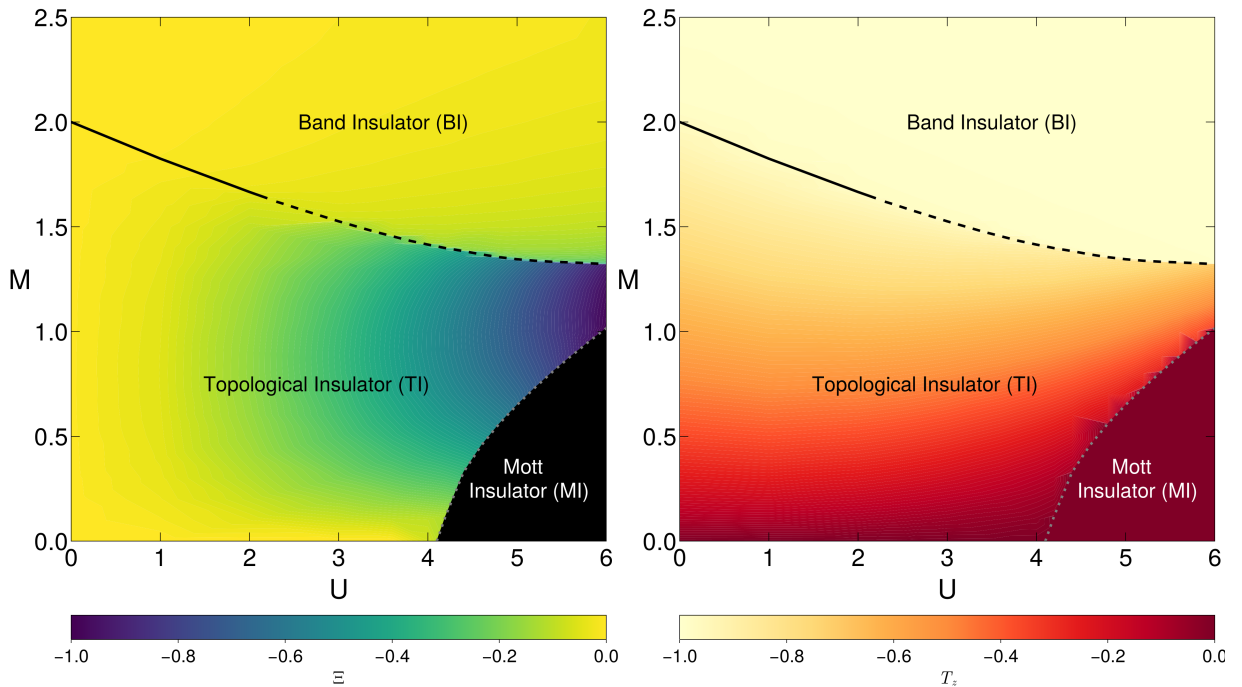 2.5
2.0
1.5
1.0
0.5
0.0
M
Band Insulator (BI)
Topological Insulator (TI)
Mott
Insulator (MI)
0 1 2 3 4 5 6
U
−1.0 −0.8 −0.6 −0.4 −0.2 0.0
Ξ
2.5
2.0
1.5
1.0
0.5
0.0
M
Band Insulator (BI)
Topological Insulator (TI)
Mott
Insulator (MI)
0 1 2 3 4 5 6
U
−1.0 −0.8 −0.6 −0.4 −0.2 0.0
T_z